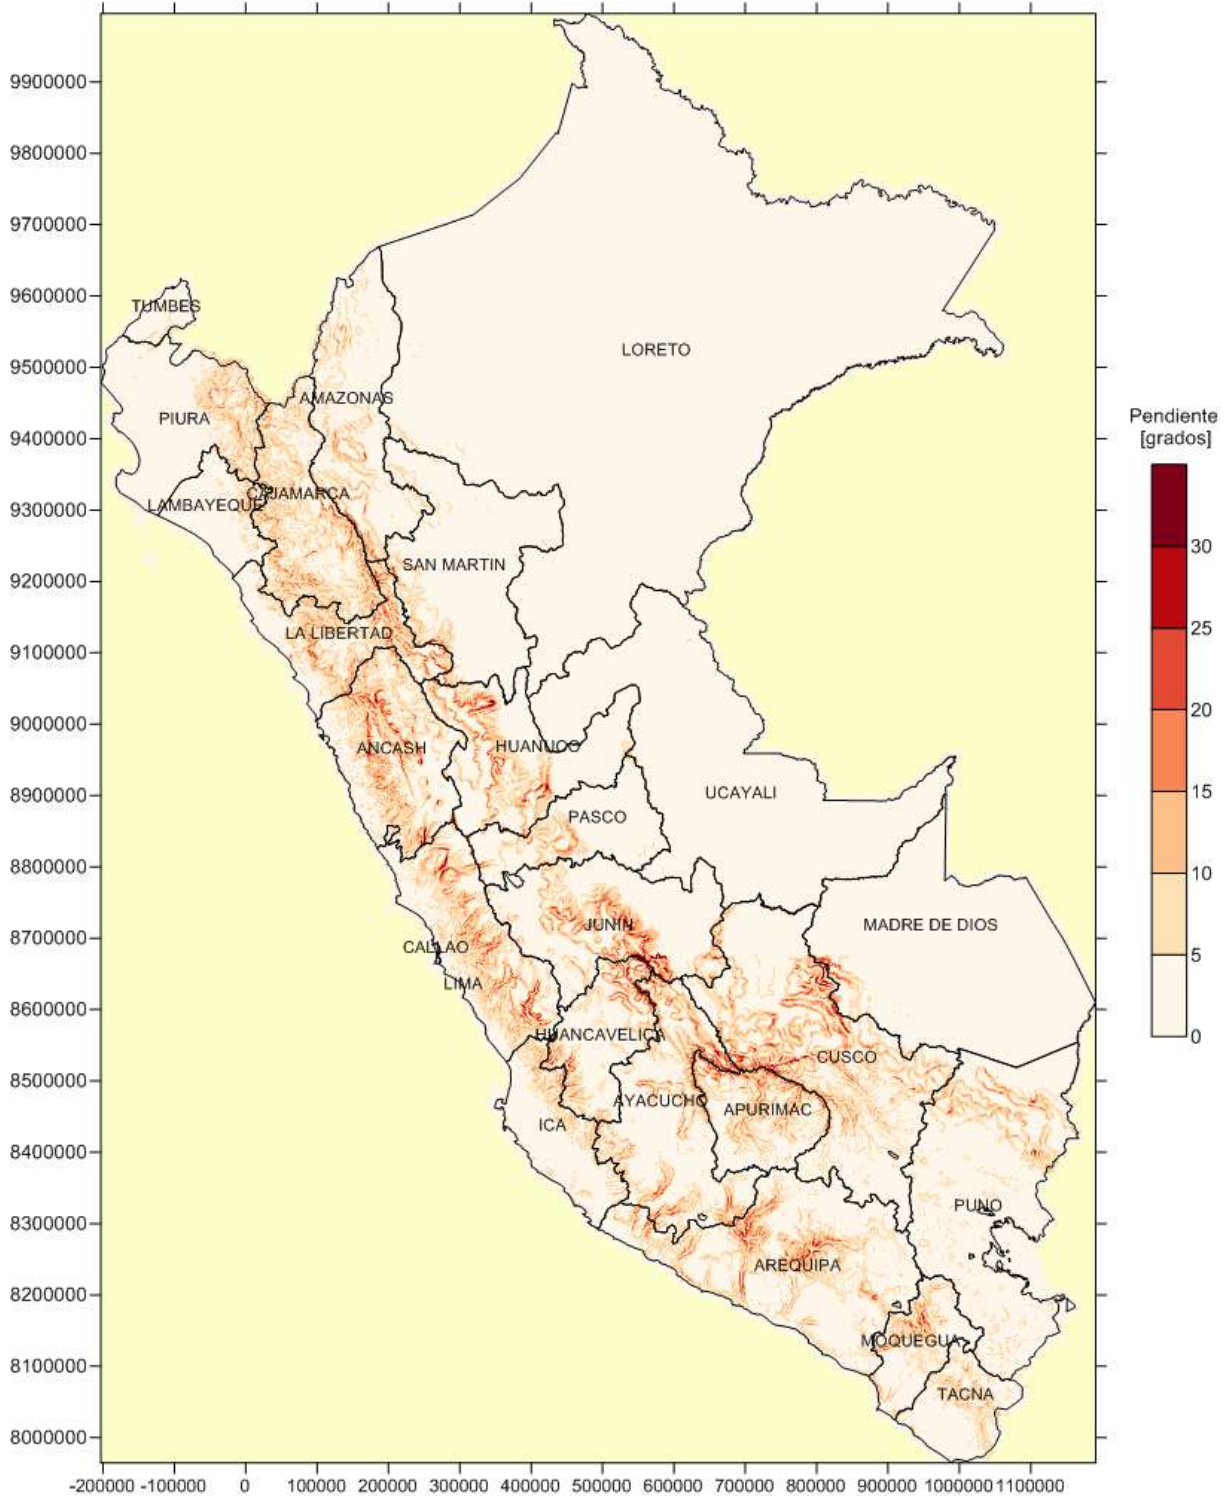 9900000
9800000
9700000
9600000
9500000
9400000
9300000
9200000
9100000
9000000
8900000
8800000
8700000
8600000
8500000
8400000
8300000
8200000
8100000
8000000
TUMBES
LORETO
AMAZONAS
PIURA
CAJAMARCA
LAMBAYEQUE
SAN MARTIN
LA LIBERTAD
ANCASH
HUANUCO
UCAYALI
PASCO
JUNIN
MADRE DE DIOS
CALLAO
LIMA
HUANCAVELICA
CUSCO
AYACUCHO
APURIMAC
ICA
PUNO
AREQUIPA
MOQUEGUA
TACNA
-200000 -100000 0 100000 200000 300000 400000 500000 600000 700000 800000 900000 1000000 1100000
Pendiente
[grados]
30
25
20
15
10
5
0